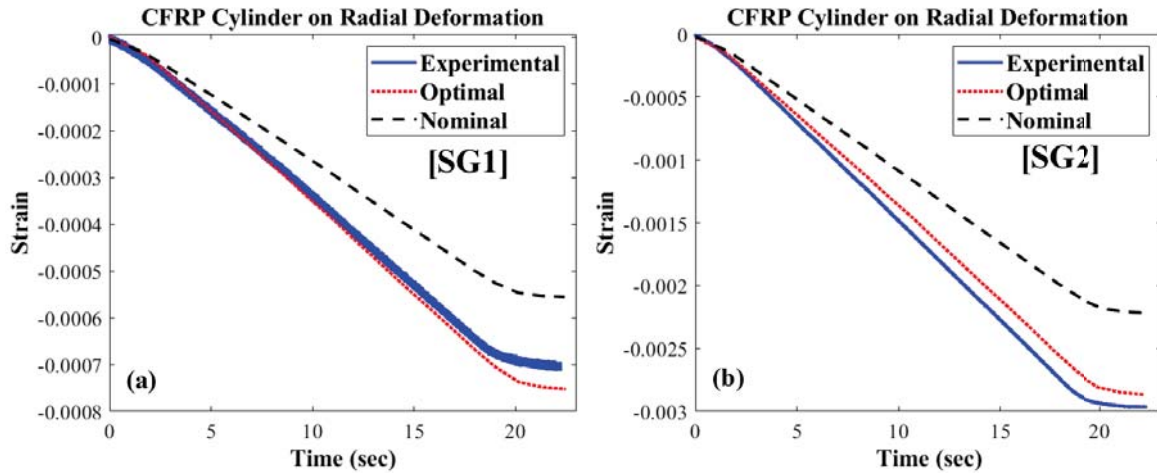 CFRP Cylinder on Radial Deformation
0
-0.0001
-0.0002
-0.0003
-0.0004
-0.0005
-0.0006
-0.0007
-0.0008
Strain
Experimental
Optimal
Nominal
[SG1]
(a)
0
5
10
15
20
Time (sec)
CFRP Cylinder on Radial Deformation
0
-0.0005
-0.001
-0.0015
-0.002
-0.0025
-0.003
Strain
Experimental
Optimal
Nominal
[SG2]
(b)
0
5
10
15
20
Time (sec)